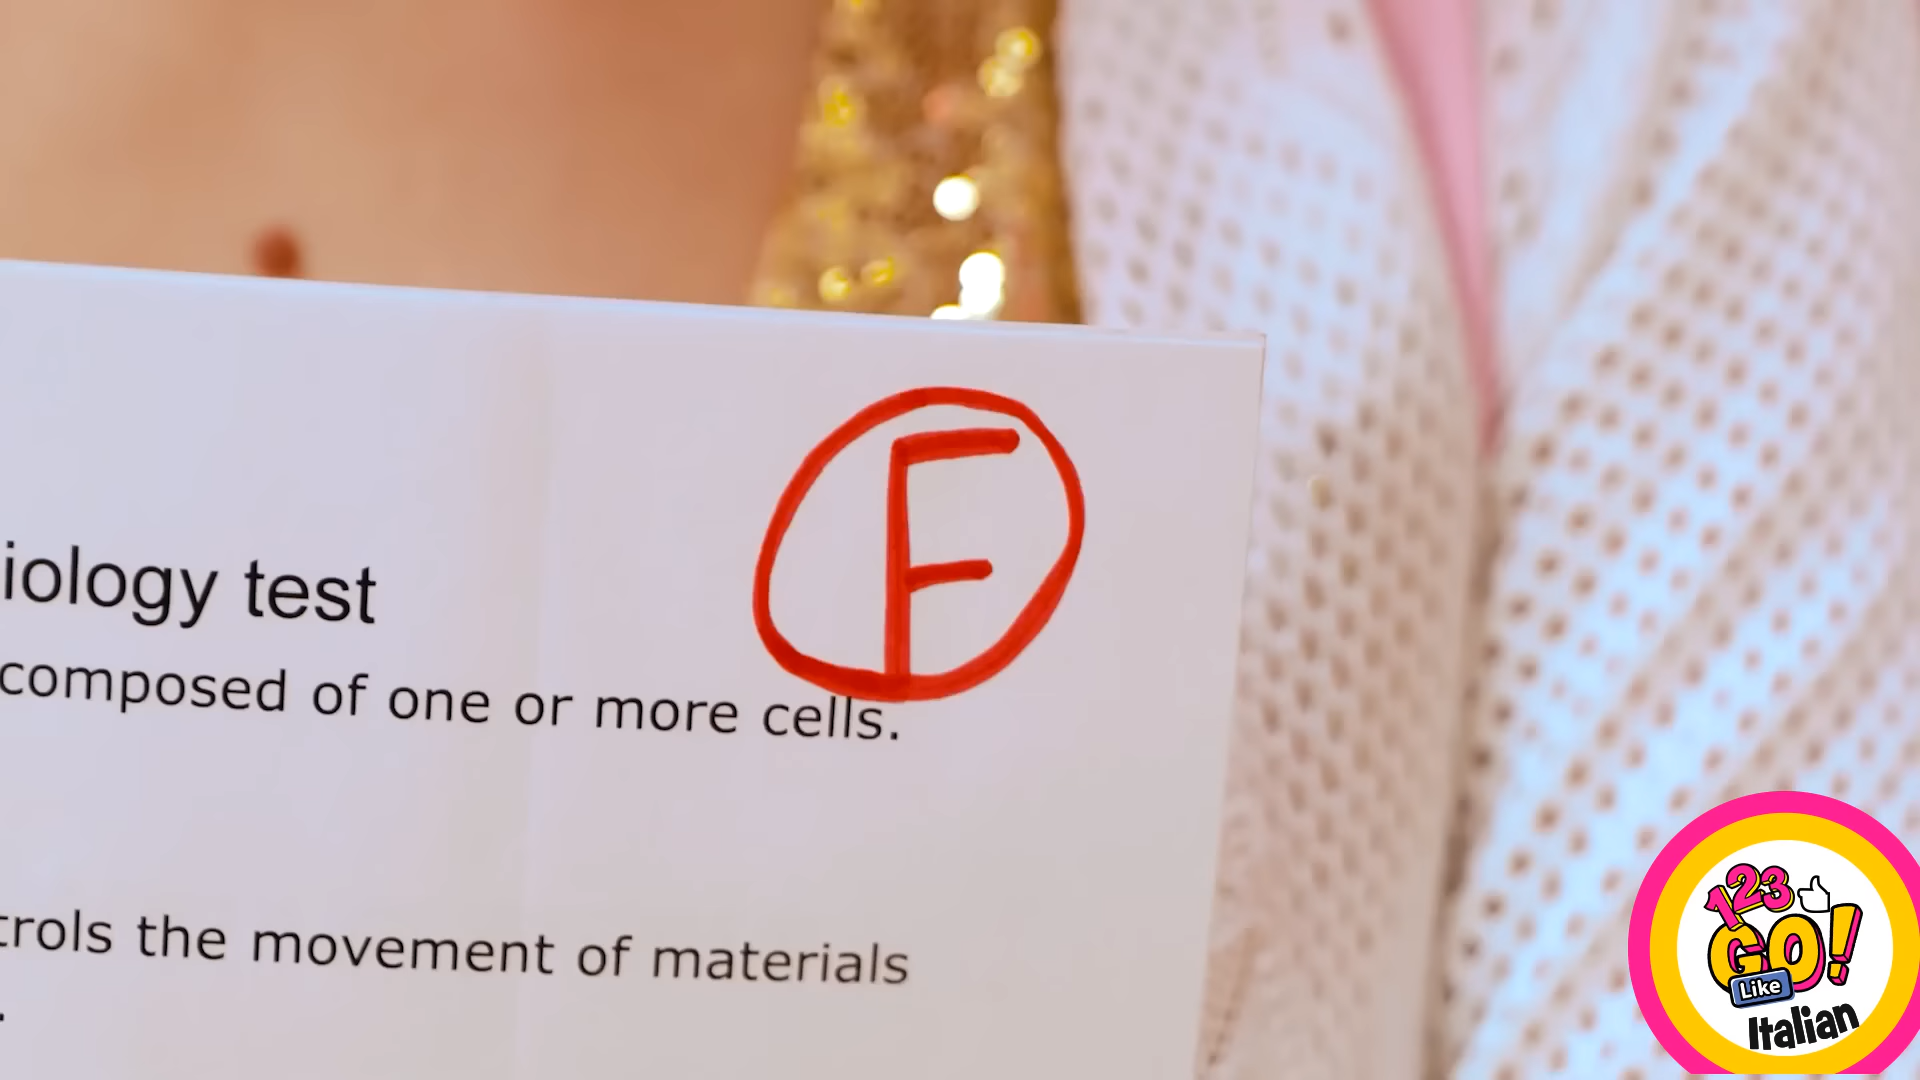 F
iology test
composed of one or more cells.
trols the movement of materials
.
123
GO!
Like
Italian